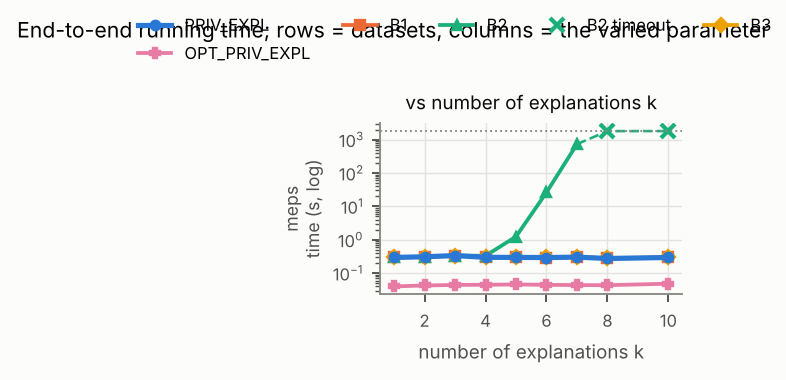 End-to-end running time; rows = datasets, columns = the varied parameter
PRIV_EXPL B1 B2 B2 timeout B3
OPT_PRIV_EXPL
vs number of explanations k
meps
time (s, log)
10³
10²
10¹
10⁰
10⁻¹
2 4 6 8 10
number of explanations k